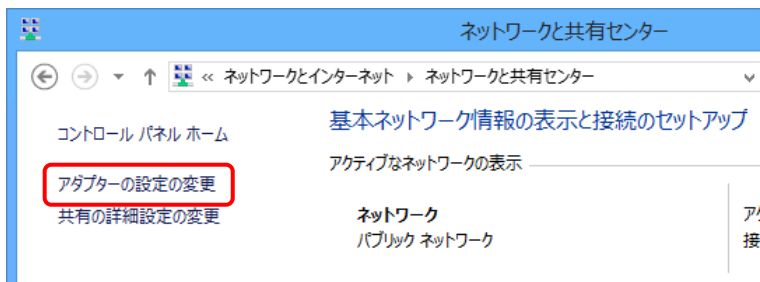 ネットワークと共有センター
« ネットワークとインターネット ▸ ネットワークと共有センター
コントロール パネル ホーム
アダプターの設定の変更
共有の詳細設定の変更
基本ネットワーク情報の表示と接続のセットアップ
アクティブなネットワークの表示
ネットワーク
パブリック ネットワーク
接